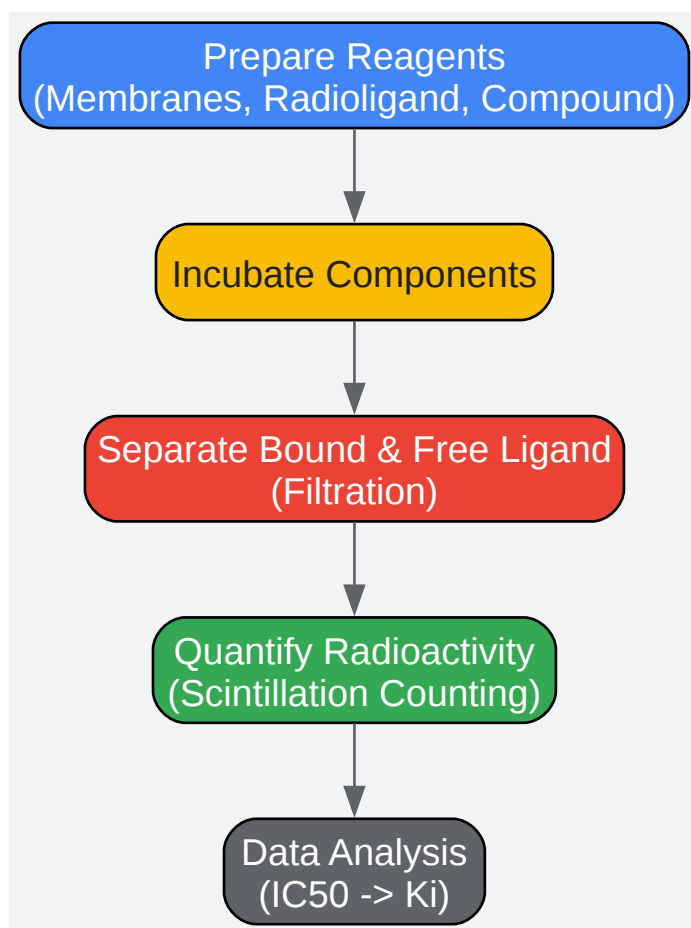 Prepare Reagents
(Membranes, Radioligand, Compound)
Incubate Components
Separate Bound & Free Ligand
(Filtration)
Quantify Radioactivity
(Scintillation Counting)
Data Analysis
(IC50 -> Ki)